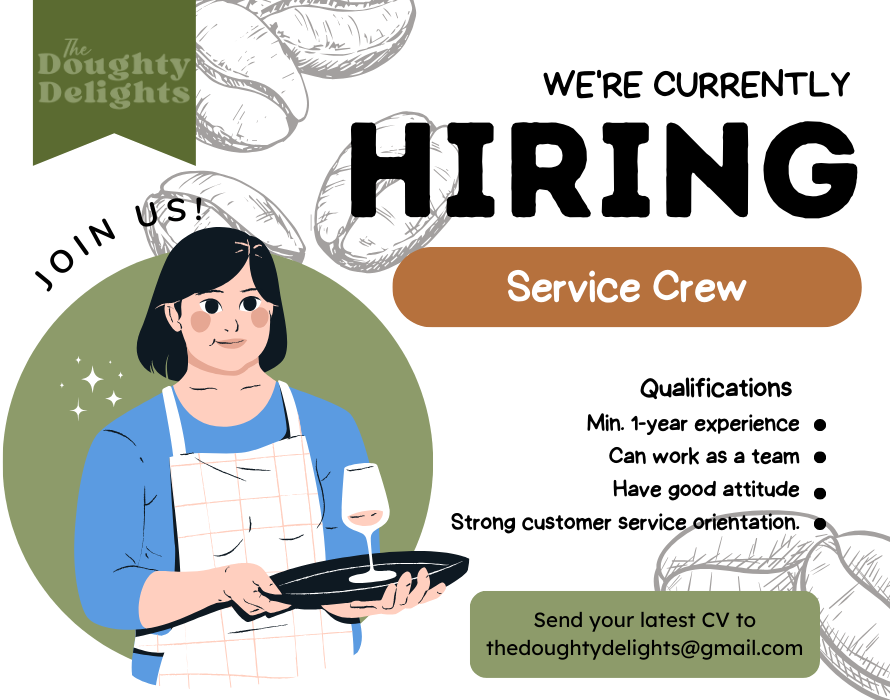 The
Doughty
Delights
JOIN US!
WE'RE CURRENTLY
HIRING
Service Crew
Qualifications
Min. 1-year experience
Can work as a team
Have good attitude
Strong customer service orientation.
Send your latest CV to
thedoughtydelights@gmail.com